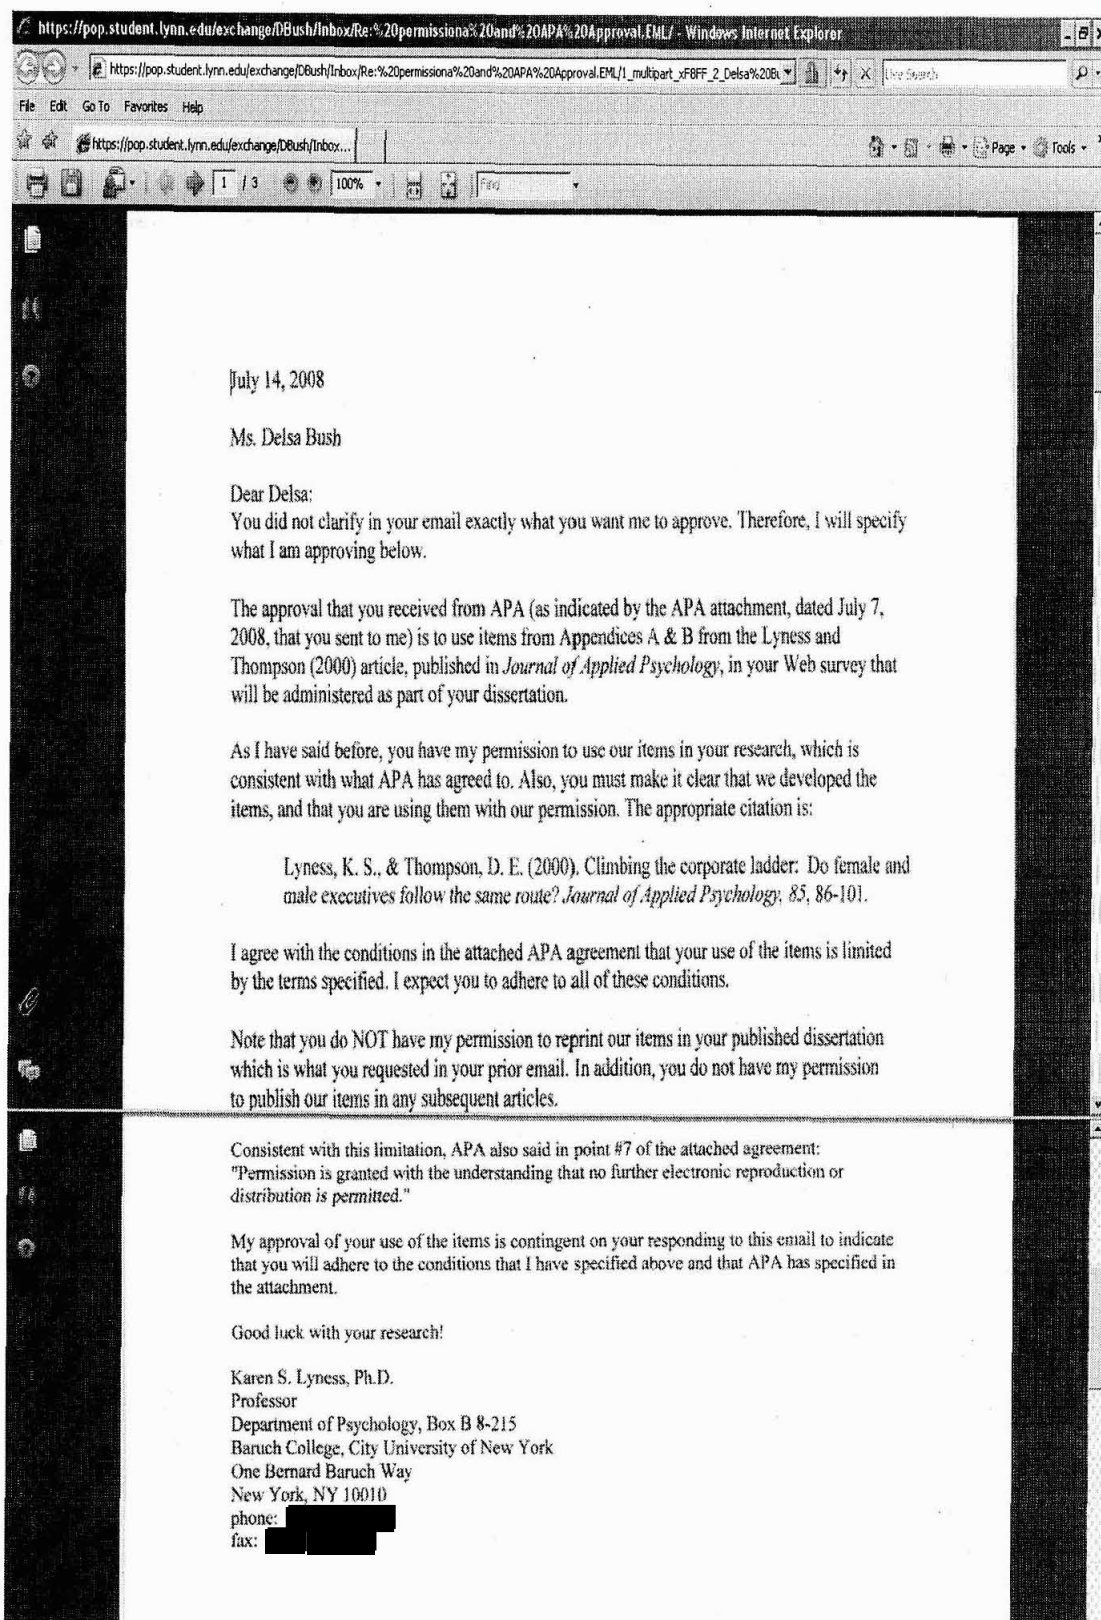 https://pop.student.lynn.edu/exchange/DBush/Inbox/Re:%20permissiona%20and%20APA%20Approval.EML/ - Windows Internet Explorer
https://pop.student.lynn.edu/exchange/DBush/Inbox/Re:%20permissiona%20and%20APA%20Approval.EML/1_multipart_xF8FF_2_Delsa%20Bu
Live Search
File Edit Go To Favorites Help
https://pop.student.lynn.edu/exchange/DBush/Inbox...
Page Tools
1 / 3 100% Find
July 14, 2008
Ms. Delsa Bush
Dear Delsa:
You did not clarify in your email exactly what you want me to approve. Therefore, I will specify
what I am approving below.
The approval that you received from APA (as indicated by the APA attachment, dated July 7,
2008, that you sent to me) is to use items from Appendices A & B from the Lyness and
Thompson (2000) article, published in Journal of Applied Psychology, in your Web survey that
will be administered as part of your dissertation.
As I have said before, you have my permission to use our items in your research, which is
consistent with what APA has agreed to. Also, you must make it clear that we developed the
items, and that you are using them with our permission. The appropriate citation is:
Lyness, K. S., & Thompson, D. E. (2000). Climbing the corporate ladder: Do female and
male executives follow the same route? Journal of Applied Psychology, 85, 86-101.
I agree with the conditions in the attached APA agreement that your use of the items is limited
by the terms specified. I expect you to adhere to all of these conditions.
Note that you do NOT have my permission to reprint our items in your published dissertation
which is what you requested in your prior email. In addition, you do not have my permission
to publish our items in any subsequent articles.
Consistent with this limitation, APA also said in point #7 of the attached agreement:
"Permission is granted with the understanding that no further electronic reproduction or
distribution is permitted."
My approval of your use of the items is contingent on your responding to this email to indicate
that you will adhere to the conditions that I have specified above and that APA has specified in
the attachment.
Good luck with your research!
Karen S. Lyness, Ph.D.
Professor
Department of Psychology, Box B 8-215
Baruch College, City University of New York
One Bernard Baruch Way
New York, NY 10010
phone:
fax: